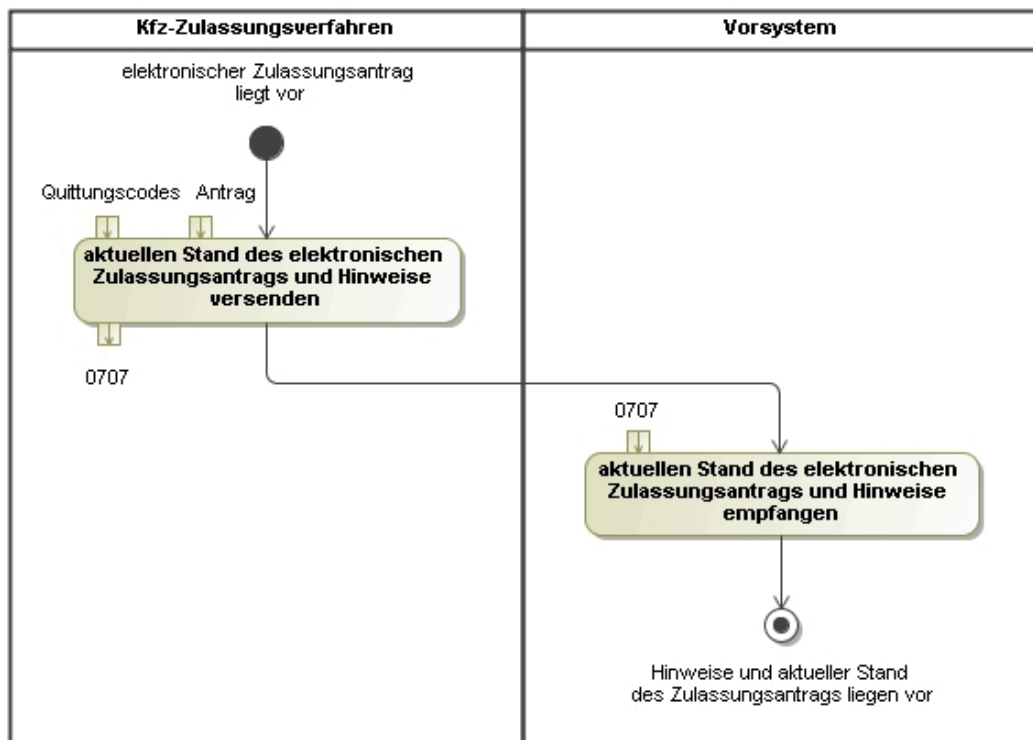 Kfz-Zulassungsverfahren
Vorsystem
elektronischer Zulassungsantrag
liegt vor
Quittungscodes
Antrag
aktuellen Stand des elektronischen
Zulassungsantrags und Hinweise
versenden
0707
0707
aktuellen Stand des elektronischen
Zulassungsantrags und Hinweise
empfangen
Hinweise und aktueller Stand
des Zulassungsantrags liegen vor